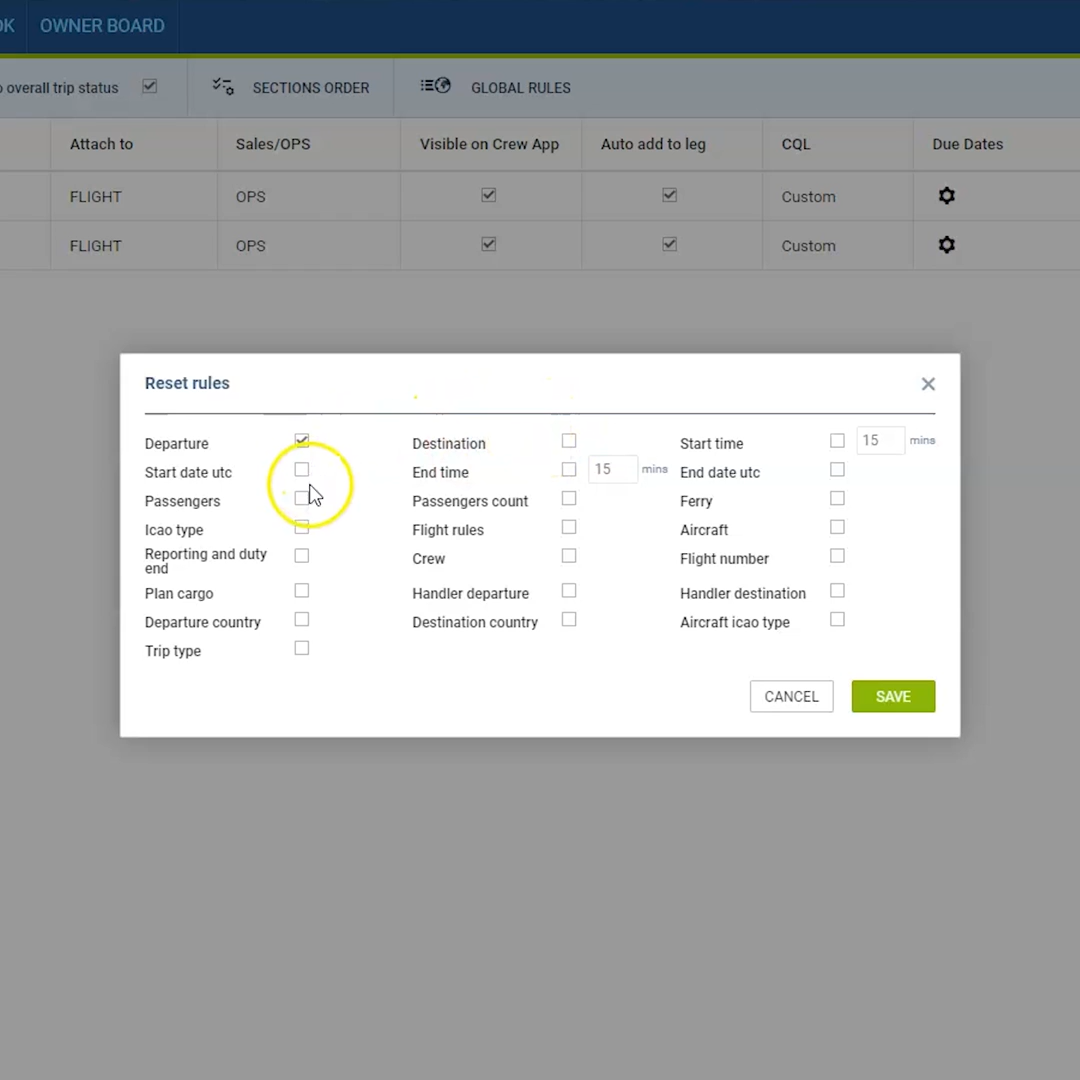 OK OWNER BOARD
o overall trip status SECTIONS ORDER GLOBAL RULES
Attach to Sales/OPS Visible on Crew App Auto add to leg CQL Due Dates
FLIGHT OPS Custom
FLIGHT OPS Custom
Reset rules
Departure Destination Start time 15 mins
Start date utc End time 15 mins End date utc
Passengers Passengers count Ferry
Icao type Flight rules Aircraft
Reporting and duty
end Crew Flight number
Plan cargo Handler departure Handler destination
Departure country Destination country Aircraft icao type
Trip type
CANCEL SAVE